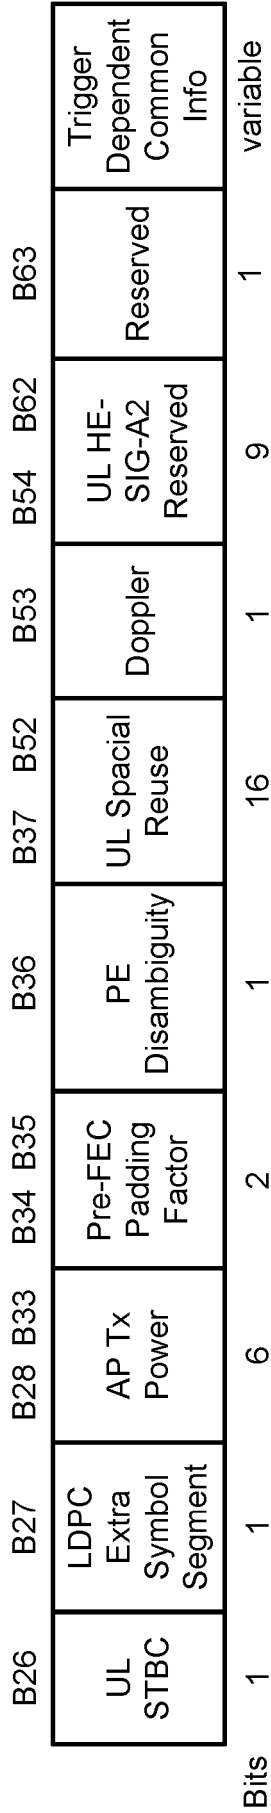 B26 B27 B28 B33 B34 B35 B36 B37 B52 B53 B54 B62 B63
UL
STBC
LDPC
Extra
Symbol
Segment
AP Tx
Power
Pre-FEC
Padding
Factor
PE
Disambiguity
UL Spacial
Reuse
Doppler
UL HE-
SIG-A2
Reserved
Reserved
Trigger
Dependent
Common
Info
Bits 1 1 6 2 1 16 1 9 1 variable